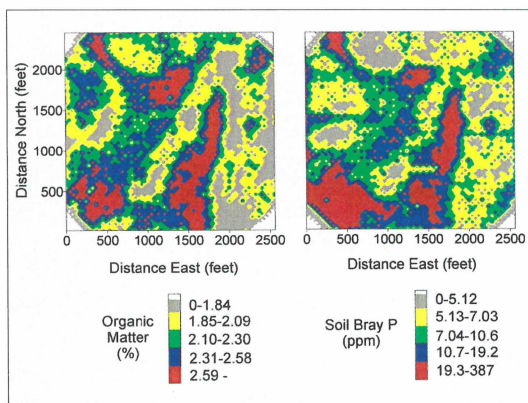 Distance North (feet)
2000
1500
1000
500
0 500 1000 1500 2000 2500
Distance East (feet)
0 500 1000 1500 2000 2500
Distance East (feet)
Organic
Matter
(%)
0-1.84
1.85-2.09
2.10-2.30
2.31-2.58
2.59 -
Soil Bray P
(ppm)
0-5.12
5.13-7.03
7.04-10.6
10.7-19.2
19.3-387